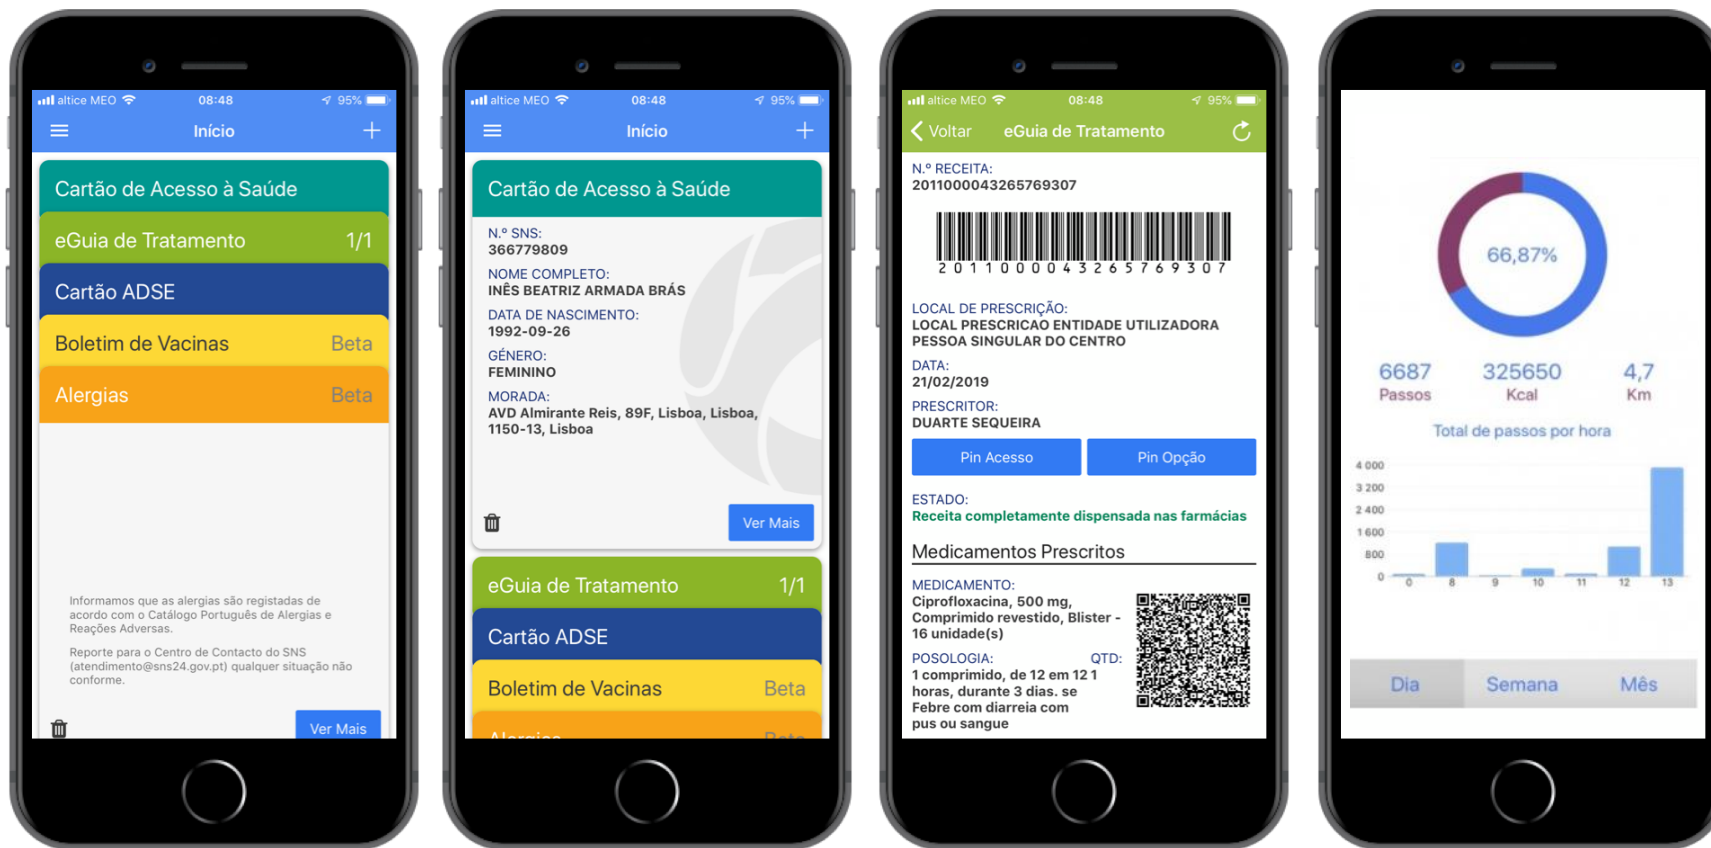 altice MEO 08:48 95%
Início
Cartão de Acesso à Saúde
eGuia de Tratamento 1/1
Cartão ADSE
Boletim de Vacinas Beta
Alergias Beta
Informamos que as alergias são registadas de
acordo com o Catálogo Português de Alergias e
Reações Adversas.
Reporte para o Centro de Contacto do SNS
(atendimento@sns24.gov.pt) qualquer situação não
conforme.
Ver Mais
altice MEO 08:48 95%
Início
Cartão de Acesso à Saúde
N.º SNS:
366779809
NOME COMPLETO:
INÊS BEATRIZ ARMADA BRÁS
DATA DE NASCIMENTO:
1992-09-26
GÉNERO:
FEMININO
MORADA:
AVD Almirante Reis, 89F, Lisboa, Lisboa,
1150-13, Lisboa
Ver Mais
eGuia de Tratamento 1/1
Cartão ADSE
Boletim de Vacinas Beta
Alergias Beta
altice MEO 08:48 95%
Voltar eGuia de Tratamento
N.º RECEITA:
2011000043265769307
2011000043265769307
LOCAL DE PRESCRIÇÃO:
LOCAL PRESCRICAO ENTIDADE UTILIZADORA
PESSOA SINGULAR DO CENTRO
DATA:
21/02/2019
PRESCRITOR:
DUARTE SEQUEIRA
Pin Acesso Pin Opção
ESTADO:
Receita completamente dispensada nas farmácias
Medicamentos Prescritos
MEDICAMENTO:
Ciprofloxacina, 500 mg,
Comprimido revestido, Blister -
16 unidade(s)
POSOLOGIA: QTD:
1 comprimido, de 12 em 12 1
horas, durante 3 dias. se
Febre com diarreia com
pus ou sangue
66,87%
6687 325650 4,7
Passos Kcal Km
Total de passos por hora
4 000
3 200
2 400
1 600
800
0
0 8 9 10 11 12 13
Dia Semana Mês